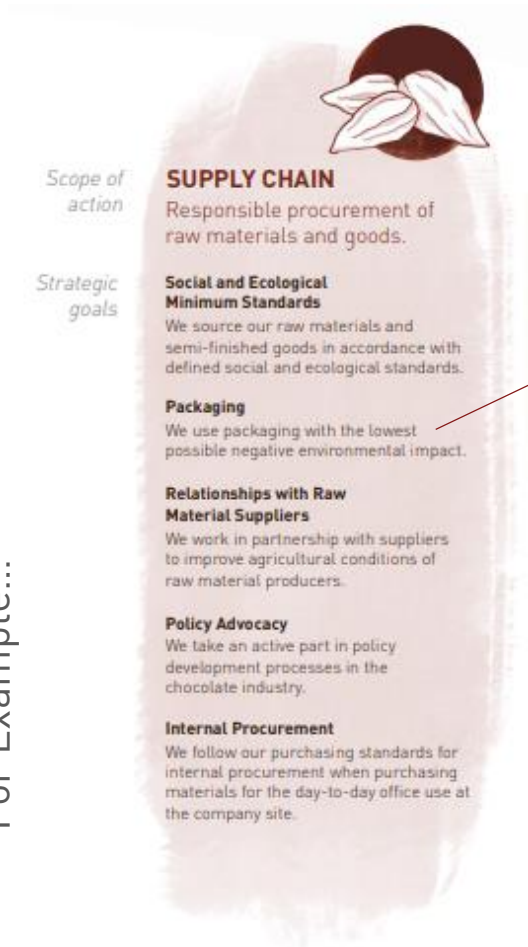 Scope of
action
SUPPLY CHAIN
Responsible procurement of
raw materials and goods.
Strategic
goals
Social and Ecological
Minimum Standards
We source our raw materials and
semi-finished goods in accordance with
defined social and ecological standards.
Packaging
We use packaging with the lowest
possible negative environmental impact.
Relationships with Raw
Material Suppliers
We work in partnership with suppliers
to improve agricultural conditions of
raw material producers.
Policy Advocacy
We take an active part in policy
development processes in the
chocolate industry.
Internal Procurement
We follow our purchasing standards for
internal procurement when purchasing
materials for the day-to-day office use at
the company site.
For Example...